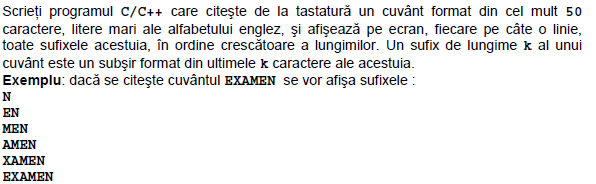 Scrieţi programul C/C++ care citeşte de la tastatură un cuvânt format din cel mult 50
caractere, litere mari ale alfabetului englez, şi afişează pe ecran, fiecare pe câte o linie,
toate sufixele acestuia, în ordine crescătoare a lungimilor. Un sufix de lungime k al unui
cuvânt este un subşir format din ultimele k caractere ale acestuia.
Exemplu: dacă se citeşte cuvântul EXAMEN se vor afişa sufixele :
N
EN
MEN
AMEN
XAMEN
EXAMEN